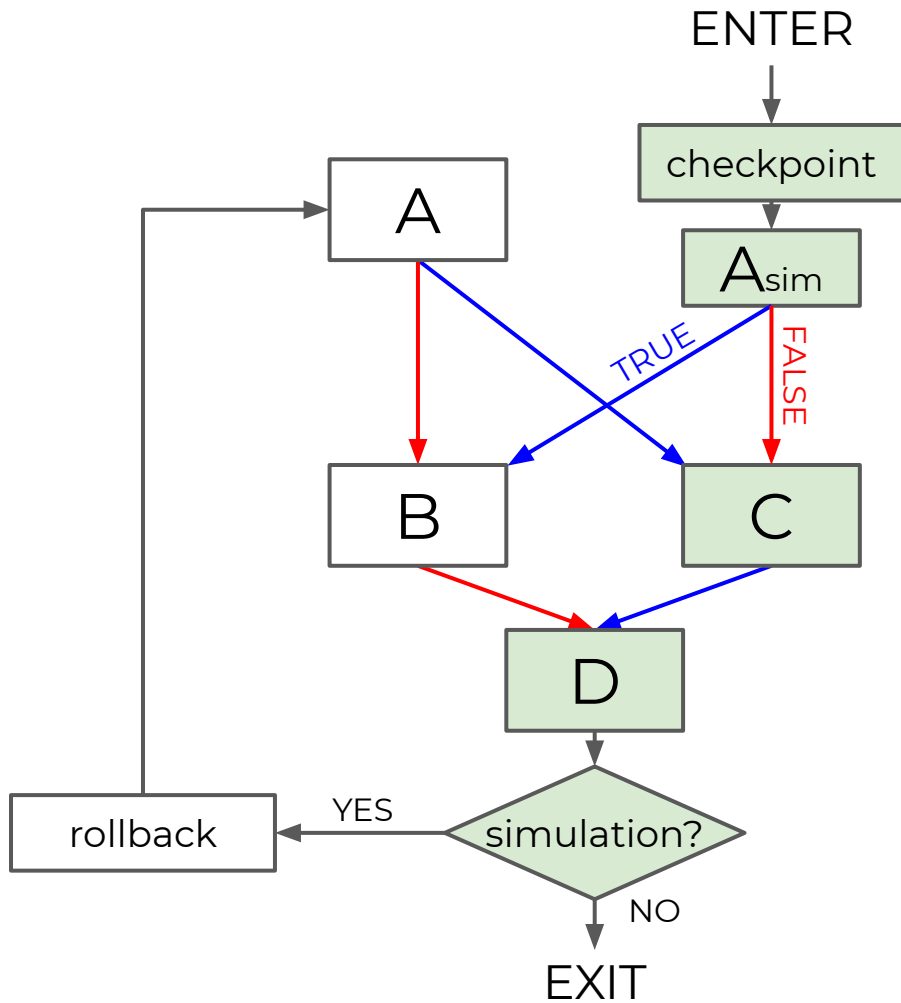 ENTER
checkpoint
A
Asim
TRUE
FALSE
B
C
D
simulation?
YES
rollback
NO
EXIT